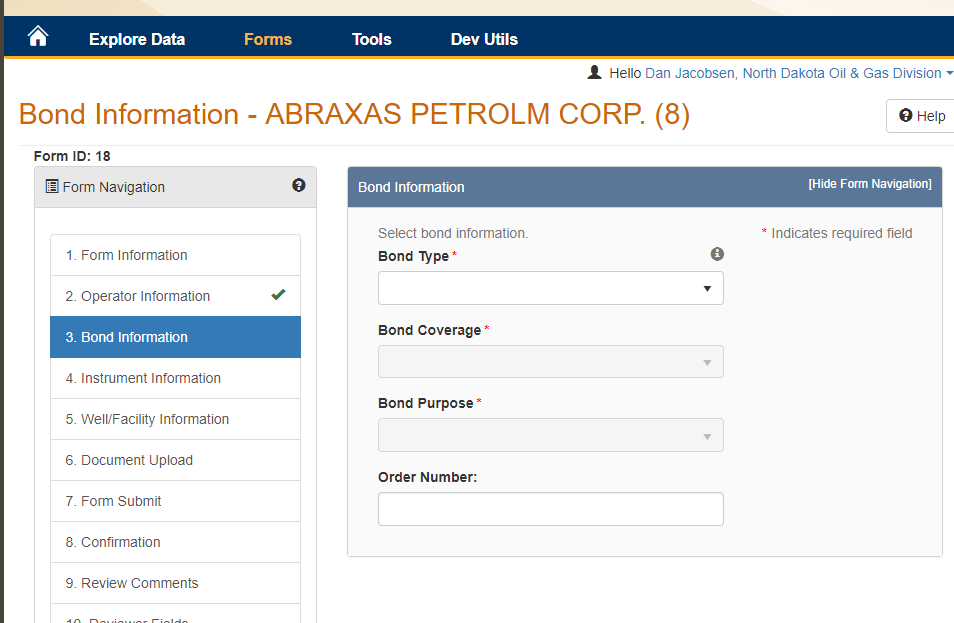 Explore Data Forms Tools Dev Utils
Hello Dan Jacobsen, North Dakota Oil & Gas Division
Bond Information - ABRAXAS PETROLM CORP. (8)
Help
Form ID: 18
Form Navigation
1. Form Information
2. Operator Information
3. Bond Information
4. Instrument Information
5. Well/Facility Information
6. Document Upload
7. Form Submit
8. Confirmation
9. Review Comments
10. Reviewer Fields
Bond Information [Hide Form Navigation]
Select bond information. * Indicates required field
Bond Type *
Bond Coverage *
Bond Purpose *
Order Number: